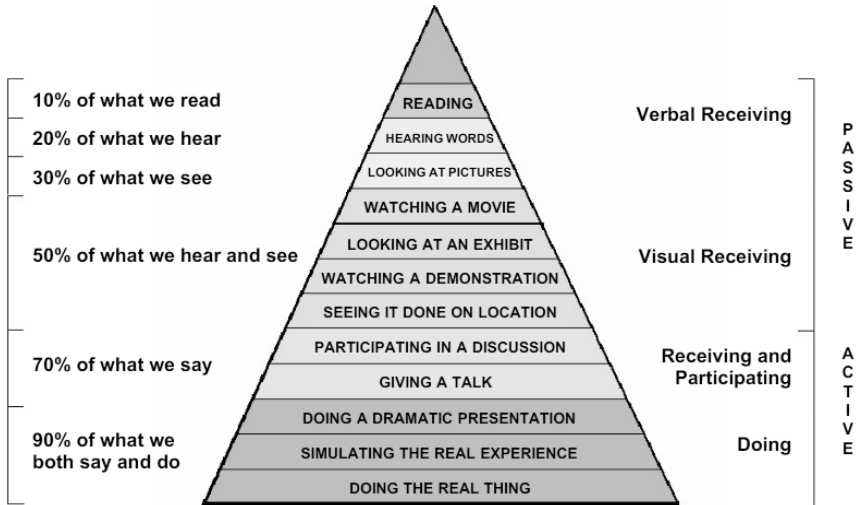 10% of what we read
READING
Verbal Receiving
20% of what we hear
HEARING WORDS
30% of what we see
LOOKING AT PICTURES
WATCHING A MOVIE
50% of what we hear and see
LOOKING AT AN EXHIBIT
Visual Receiving
WATCHING A DEMONSTRATION
SEEING IT DONE ON LOCATION
PASSIVE
70% of what we say
PARTICIPATING IN A DISCUSSION
Receiving and
Participating
GIVING A TALK
90% of what we
both say and do
DOING A DRAMATIC PRESENTATION
SIMULATING THE REAL EXPERIENCE
Doing
DOING THE REAL THING
ACTIVE